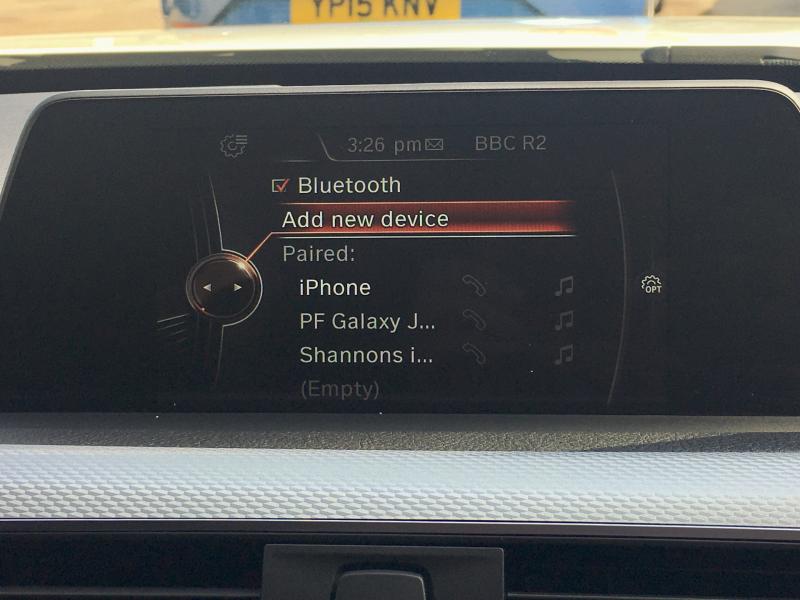 YP15 KNV
3:26 pm BBC R2
Bluetooth
Add new device
Paired:
iPhone
PF Galaxy J...
OPT
Shannons i...
(Empty)